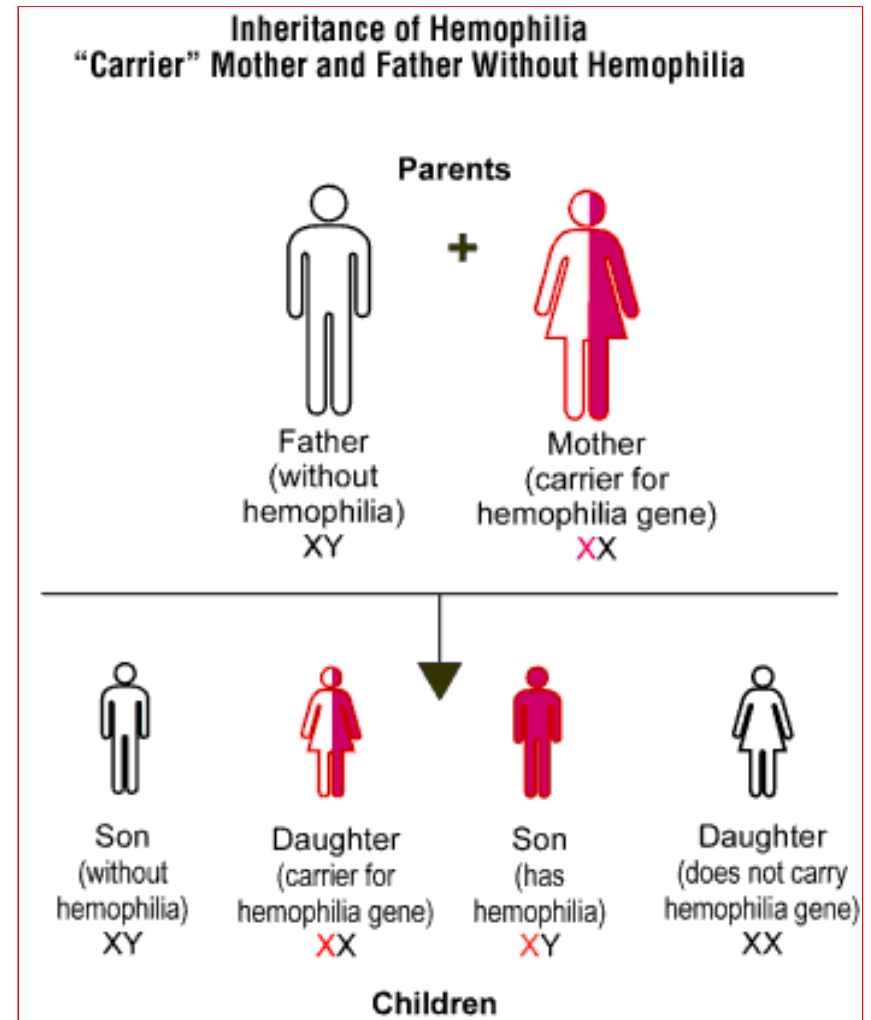 Inheritance of Hemophilia
“Carrier” Mother and Father Without Hemophilia
Parents
+
Father
(without
hemophilia)
XY
Mother
(carrier for
hemophilia gene)
XX
Son
(without
hemophilia)
XY
Daughter
(carrier for
hemophilia gene)
XX
Son
(has
hemophilia)
XY
Daughter
(does not carry
hemophilia gene)
XX
Children